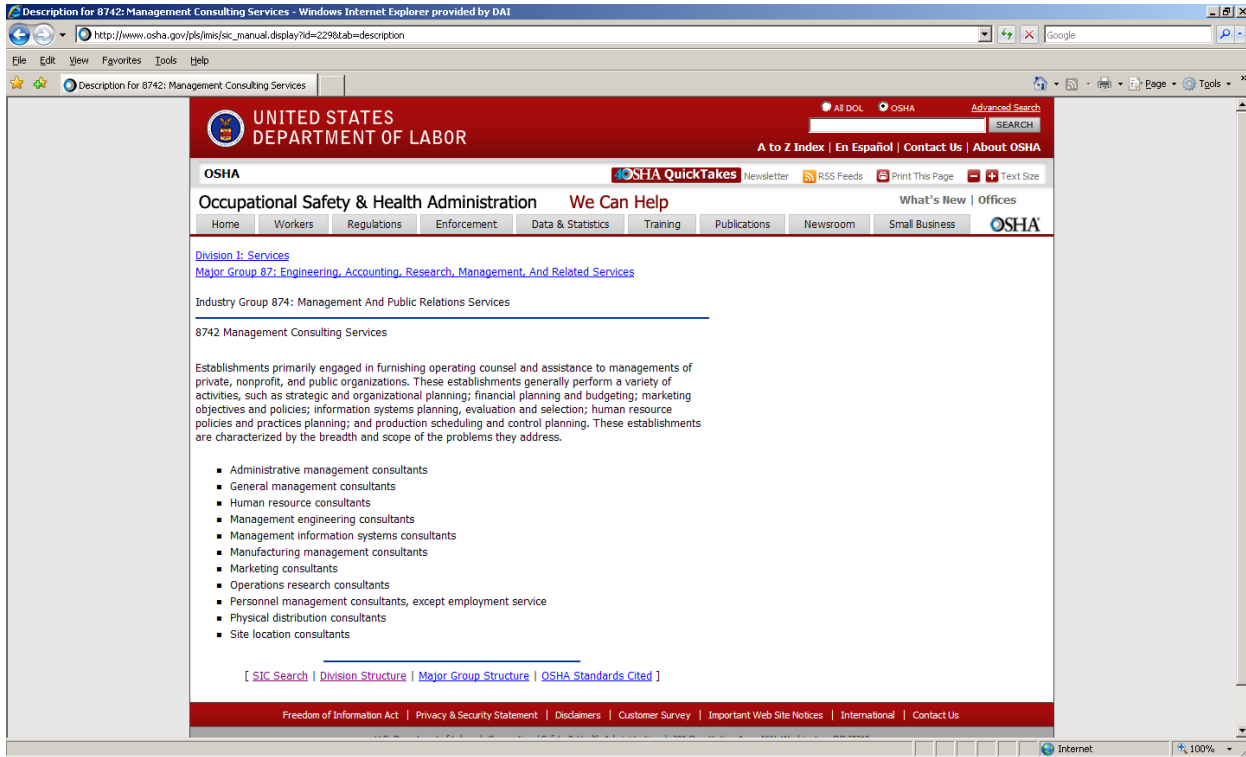 Description for 8742: Management Consulting Services - Windows Internet Explorer provided by DAI
http://www.osha.gov/pls/imis/sic_manual.display?id=229&tab=description
Google
File Edit View Favorites Tools Help
Description for 8742: Management Consulting Services
Page Tools
UNITED STATES
DEPARTMENT OF LABOR
All DOL OSHA Advanced Search
SEARCH
A to Z Index | En Español | Contact Us | About OSHA
OSHA
OSHA QuickTakes Newsletter RSS Feeds Print This Page Text Size
Occupational Safety & Health Administration We Can Help
What's New | Offices
Home Workers Regulations Enforcement Data & Statistics Training Publications Newsroom Small Business OSHA
Division I: Services
Major Group 87: Engineering, Accounting, Research, Management, And Related Services
Industry Group 874: Management And Public Relations Services
8742 Management Consulting Services
Establishments primarily engaged in furnishing operating counsel and assistance to managements of
private, nonprofit, and public organizations. These establishments generally perform a variety of
activities, such as strategic and organizational planning; financial planning and budgeting; marketing
objectives and policies; information systems planning, evaluation and selection; human resource
policies and practices planning; and production scheduling and control planning. These establishments
are characterized by the breadth and scope of the problems they address.
Administrative management consultants
General management consultants
Human resource consultants
Management engineering consultants
Management information systems consultants
Manufacturing management consultants
Marketing consultants
Operations research consultants
Personnel management consultants, except employment service
Physical distribution consultants
Site location consultants
[ SIC Search | Division Structure | Major Group Structure | OSHA Standards Cited ]
Freedom of Information Act | Privacy & Security Statement | Disclaimers | Customer Survey | Important Web Site Notices | International | Contact Us
Internet 100%